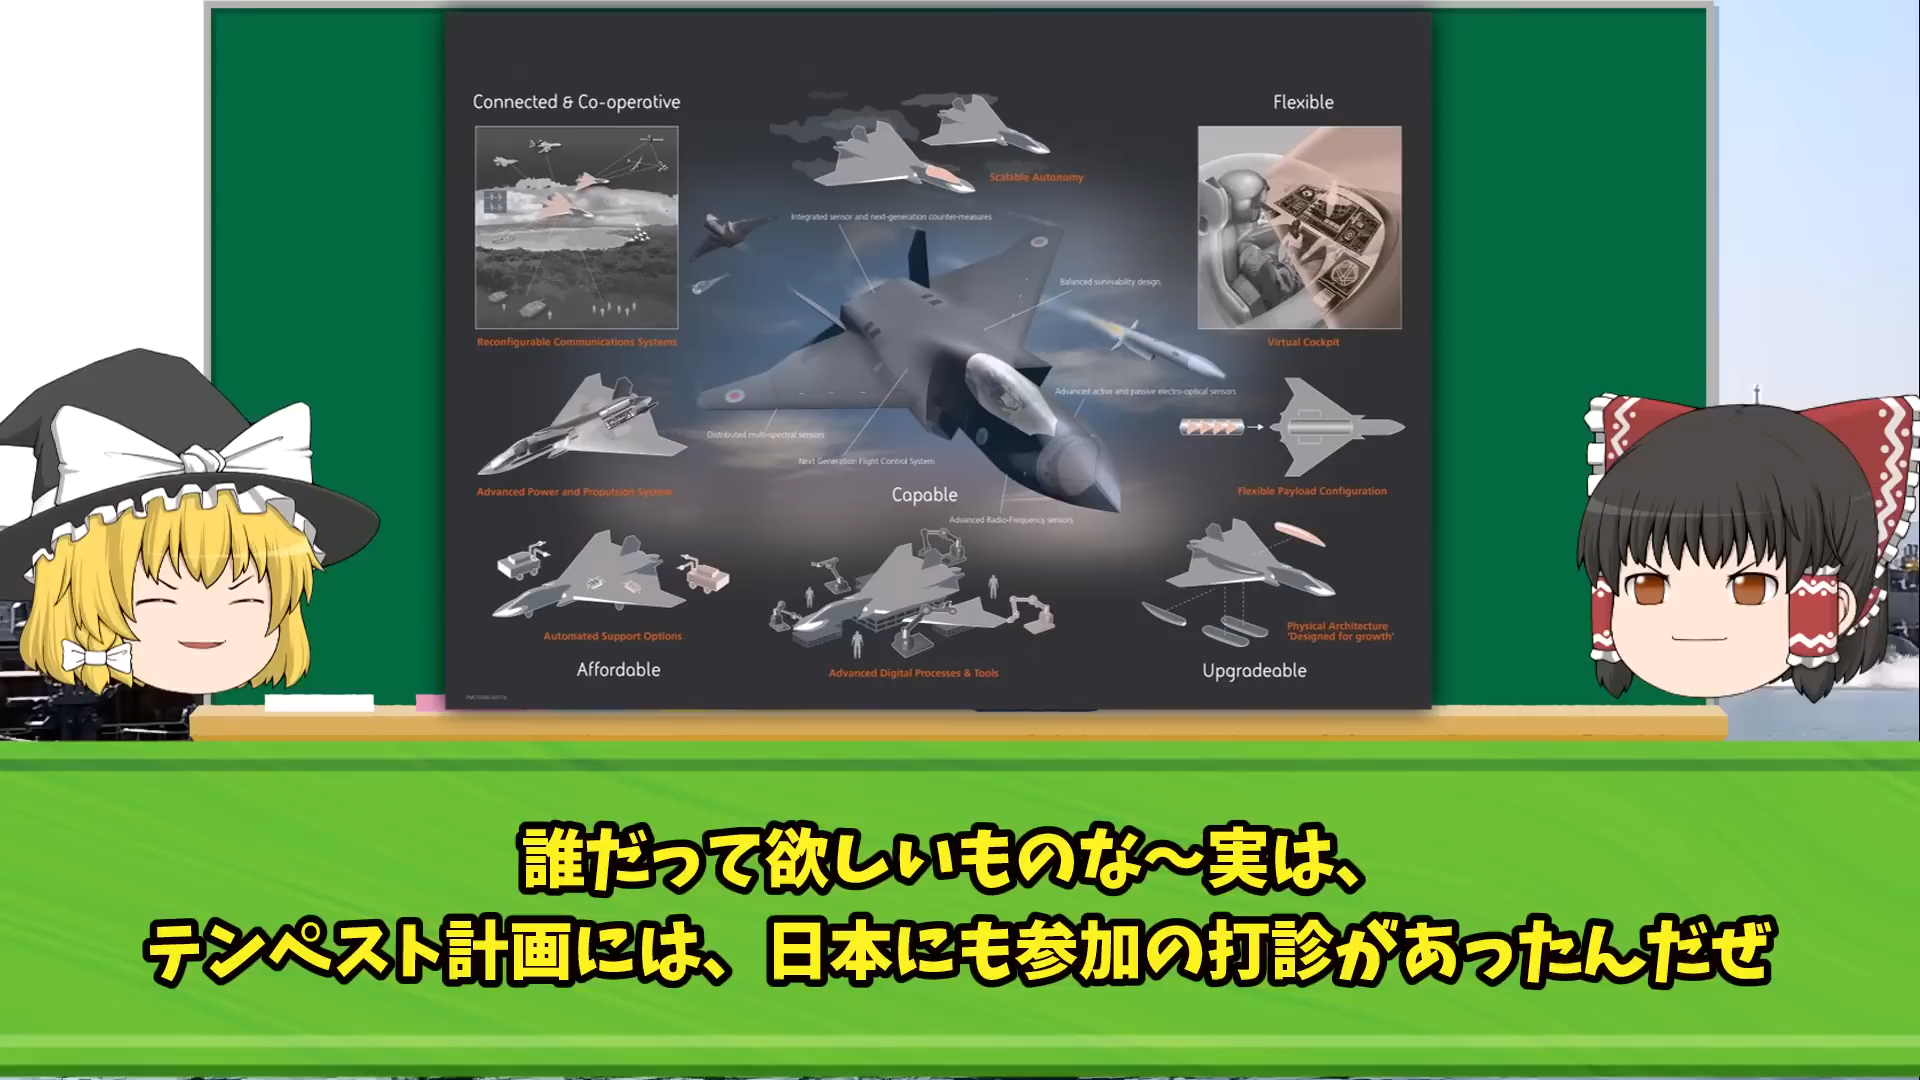 Connected & Co-operative
Flexible
Scalable Autonomy
Integrated sensor and next-generation counter-measures
Balanced survivability design
Reconfigurable Communications Systems
Virtual Cockpit
Advanced active and passive electro-optical sensors
Distributed multi-spectral sensors
Next Generation Flight Control System
Advanced Power and Propulsion System
Capable
Flexible Payload Configuration
Advanced Radio-Frequency sensors
Automated Support Options
Physical Architecture
'Designed for growth'
Affordable
Advanced Digital Processes & Tools
Upgradeable
誰だって欲しいものな～実は、
テンペスト計画には、日本にも参加の打診があったんだぜ